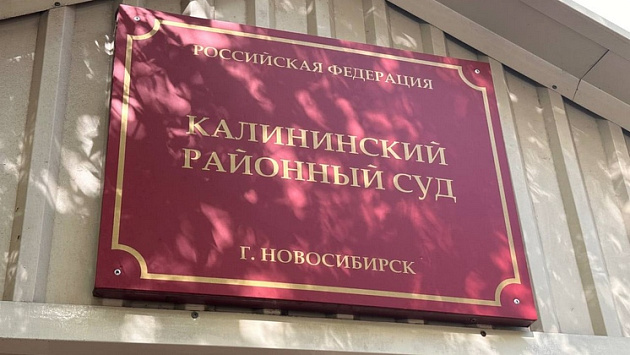 РОССИЙСКАЯ ФЕДЕРАЦИЯ
КАЛИНИНСКИЙ
РАЙОННЫЙ СУД
Г. НОВОСИБИРСК